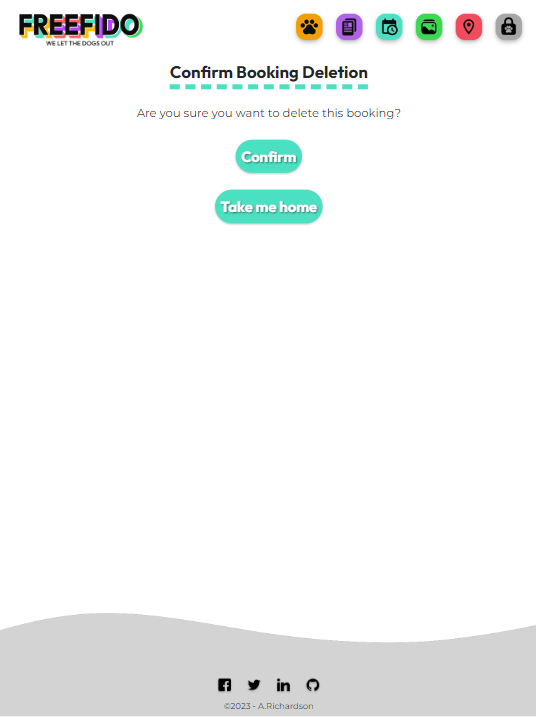 FREEFIDO
WE LET THE DOGS OUT
Confirm Booking Deletion
Are you sure you want to delete this booking?
Confirm
Take me home
©2023 - A.Richardson